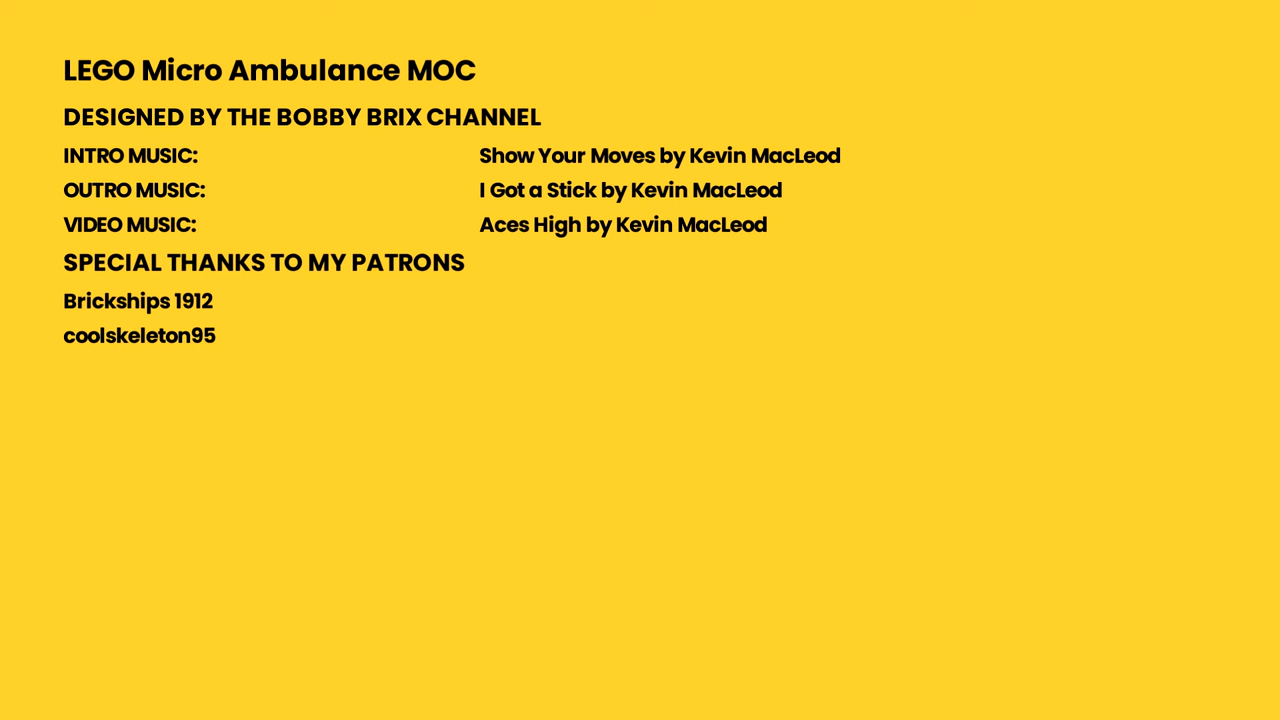 LEGO Micro Ambulance MOC
DESIGNED BY THE BOBBY BRIX CHANNEL
INTRO MUSIC: Show Your Moves by Kevin MacLeod
OUTRO MUSIC: I Got a Stick by Kevin MacLeod
VIDEO MUSIC: Aces High by Kevin MacLeod
SPECIAL THANKS TO MY PATRONS
Brickships 1912
coolskeleton95